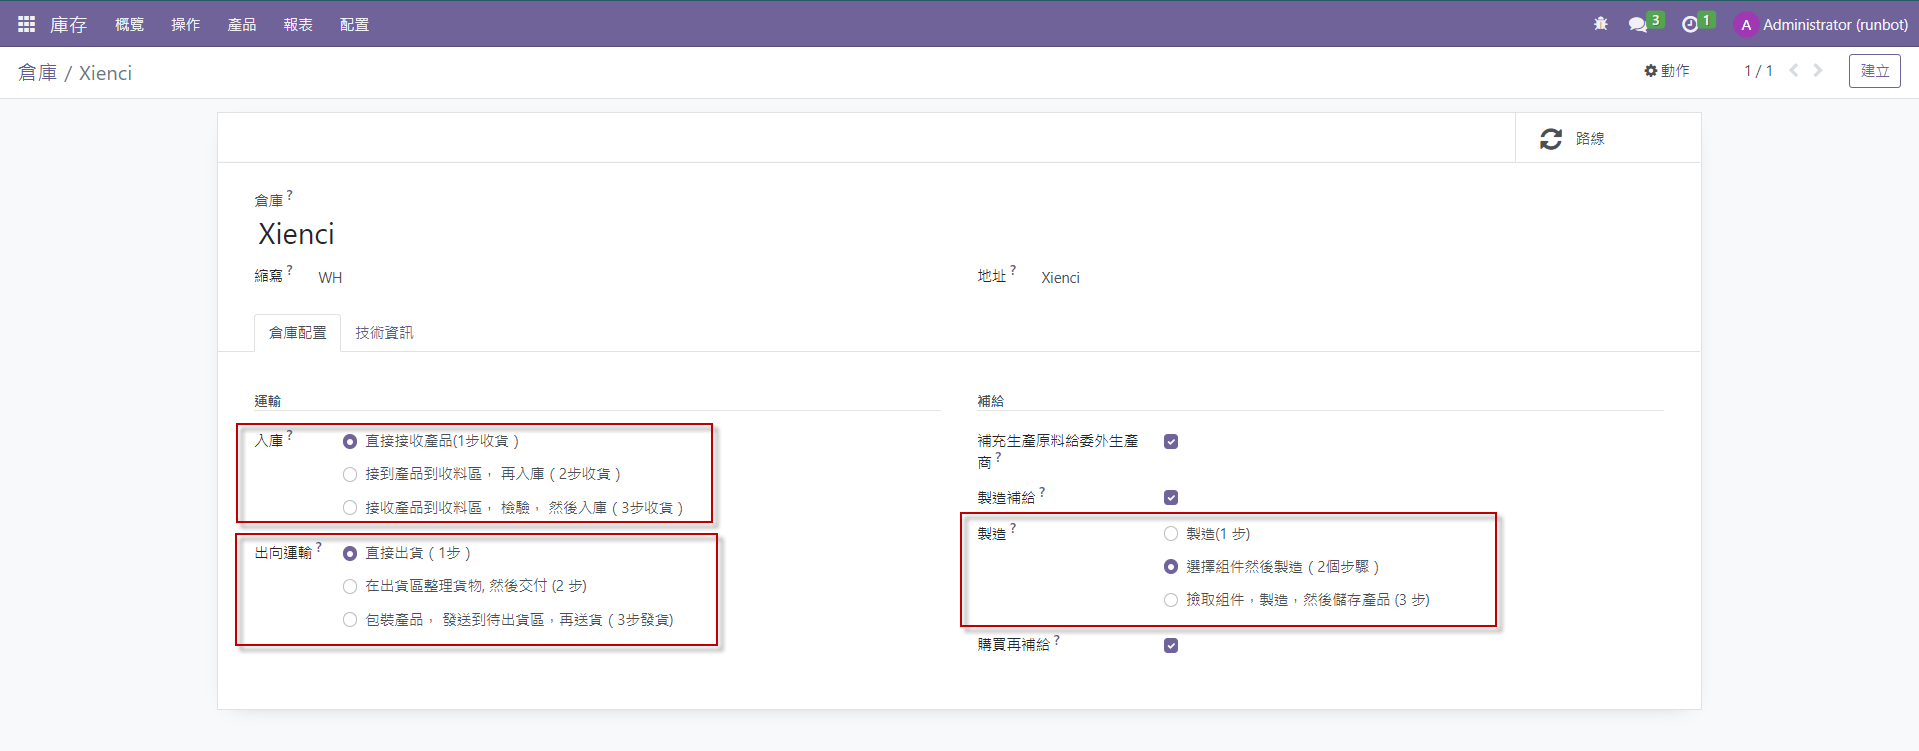 庫存 概覽 操作 產品 報表 配置 3 1 A Administrator (runbot)
倉庫 / Xienci 動作 1 / 1 建立
路線
倉庫 ?
Xienci
縮寫 ? WH 地址 ? Xienci
倉庫配置 技術資訊
運輸
入庫 ? 直接接收產品(1步收貨 )
接到產品到收料區， 再入庫 ( 2步收貨 )
接收產品到收料區， 檢驗， 然後入庫 ( 3步收貨 )
出向運輸 ? 直接出貨 ( 1步 )
在出貨區整理貨物, 然後交付 (2 步)
包裝產品， 發送到待出貨區，再送貨 ( 3步發貨)
補給
補充生產原料給委外生產
商 ?
製造補給 ?
製造 ? 製造(1 步)
選擇組件然後製造 ( 2個步驟 )
撿取組件，製造，然後儲存產品 (3 步)
購買再補給 ?